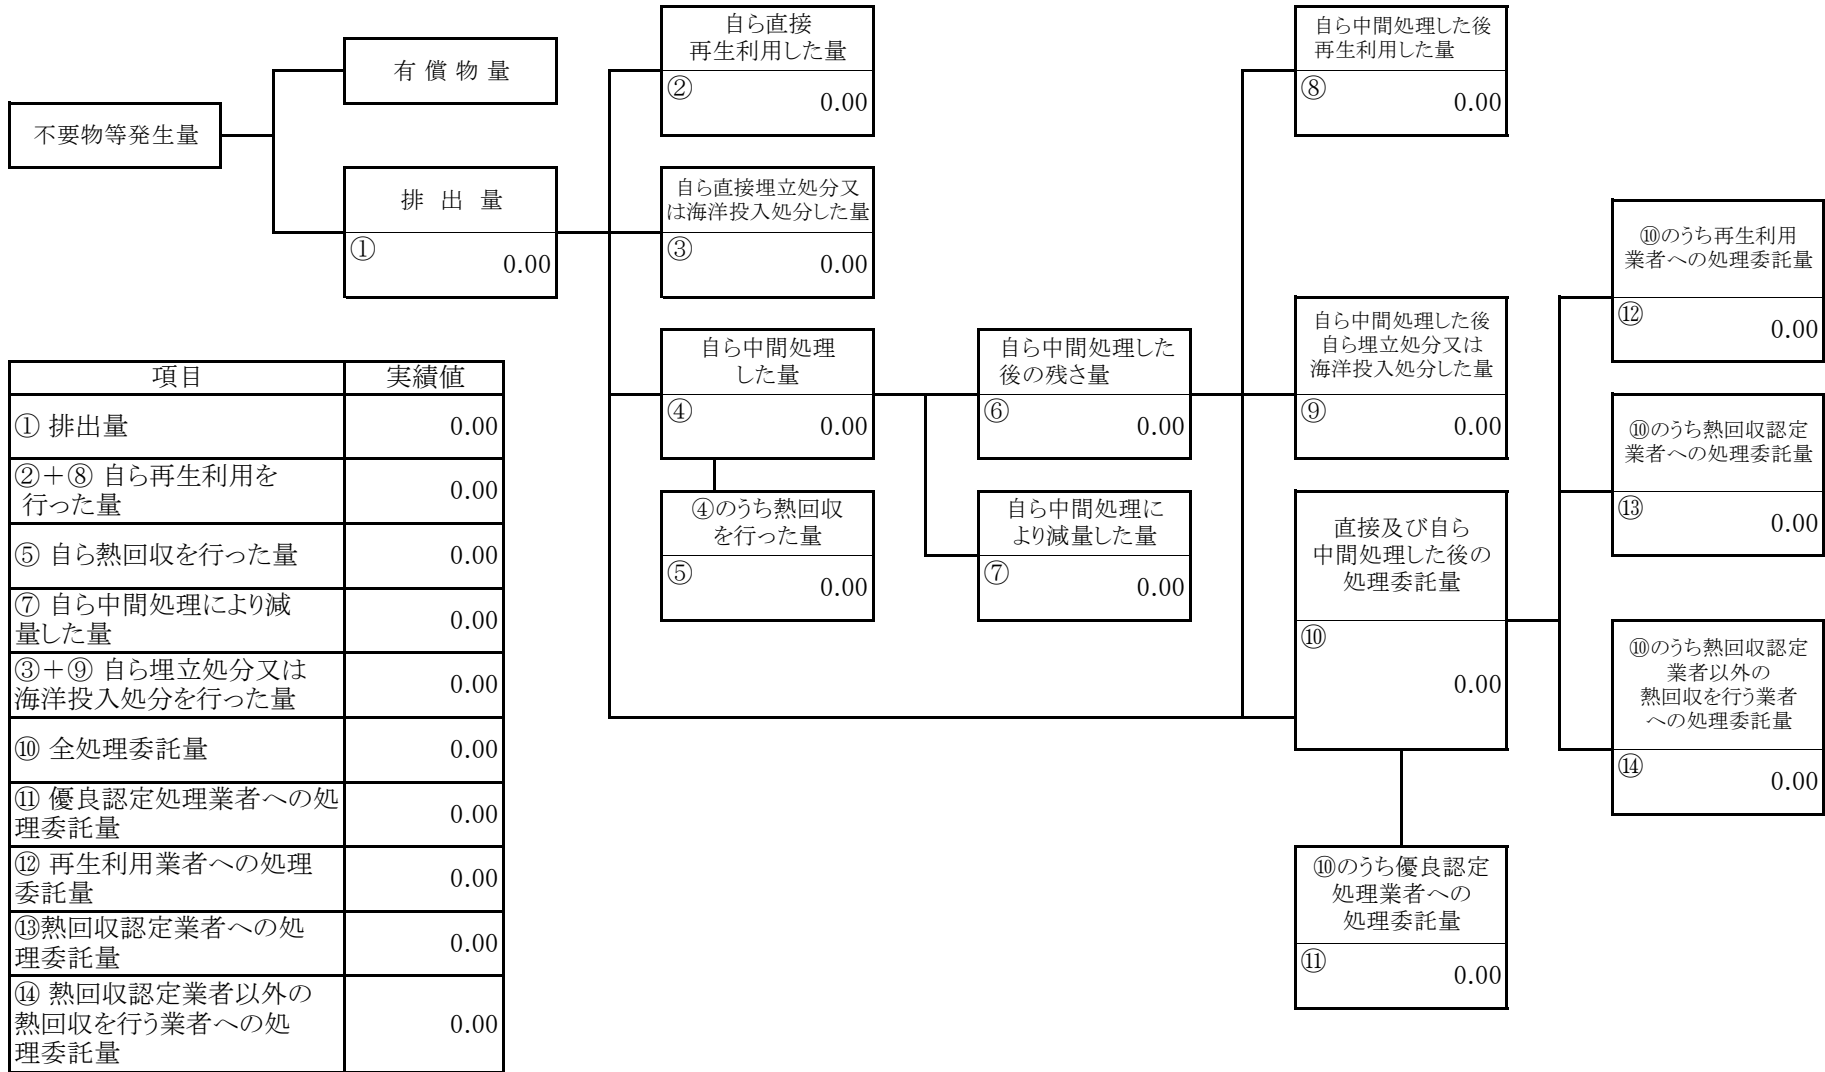 不要物等発生量
有 償 物 量
排 出 量
①
0.00
自ら直接
再生利用した量
②
0.00
自ら直接埋立処分又
は海洋投入処分した量
③
0.00
自ら中間処理
した量
④
0.00
④のうち熱回収
を行った量
⑤
0.00
自ら中間処理した
後の残さ量
⑥
0.00
自ら中間処理に
より減量した量
⑦
0.00
自ら中間処理した後
再生利用した量
⑧
0.00
自ら中間処理した後
自ら埋立処分又は
海洋投入処分した量
⑨
0.00
直接及び自ら
中間処理した後の
処理委託量
⑩
0.00
⑩のうち優良認定
処理業者への
処理委託量
⑪
0.00
⑩のうち再生利用
業者への処理委託量
⑫
0.00
⑩のうち熱回収認定
業者への処理委託量
⑬
0.00
⑩のうち熱回収認定
業者以外の
熱回収を行う業者
への処理委託量
⑭
0.00
項目 実績値
① 排出量 0.00
②＋⑧ 自ら再生利用を
行った量 0.00
⑤ 自ら熱回収を行った量 0.00
⑦ 自ら中間処理により減
量した量 0.00
③＋⑨ 自ら埋立処分又は
海洋投入処分を行った量 0.00
⑩ 全処理委託量 0.00
⑪ 優良認定処理業者への処
理委託量 0.00
⑫ 再生利用業者への処理
委託量 0.00
⑬熱回収認定業者への処
理委託量 0.00
⑭ 熱回収認定業者以外の
熱回収を行う業者への処
理委託量 0.00